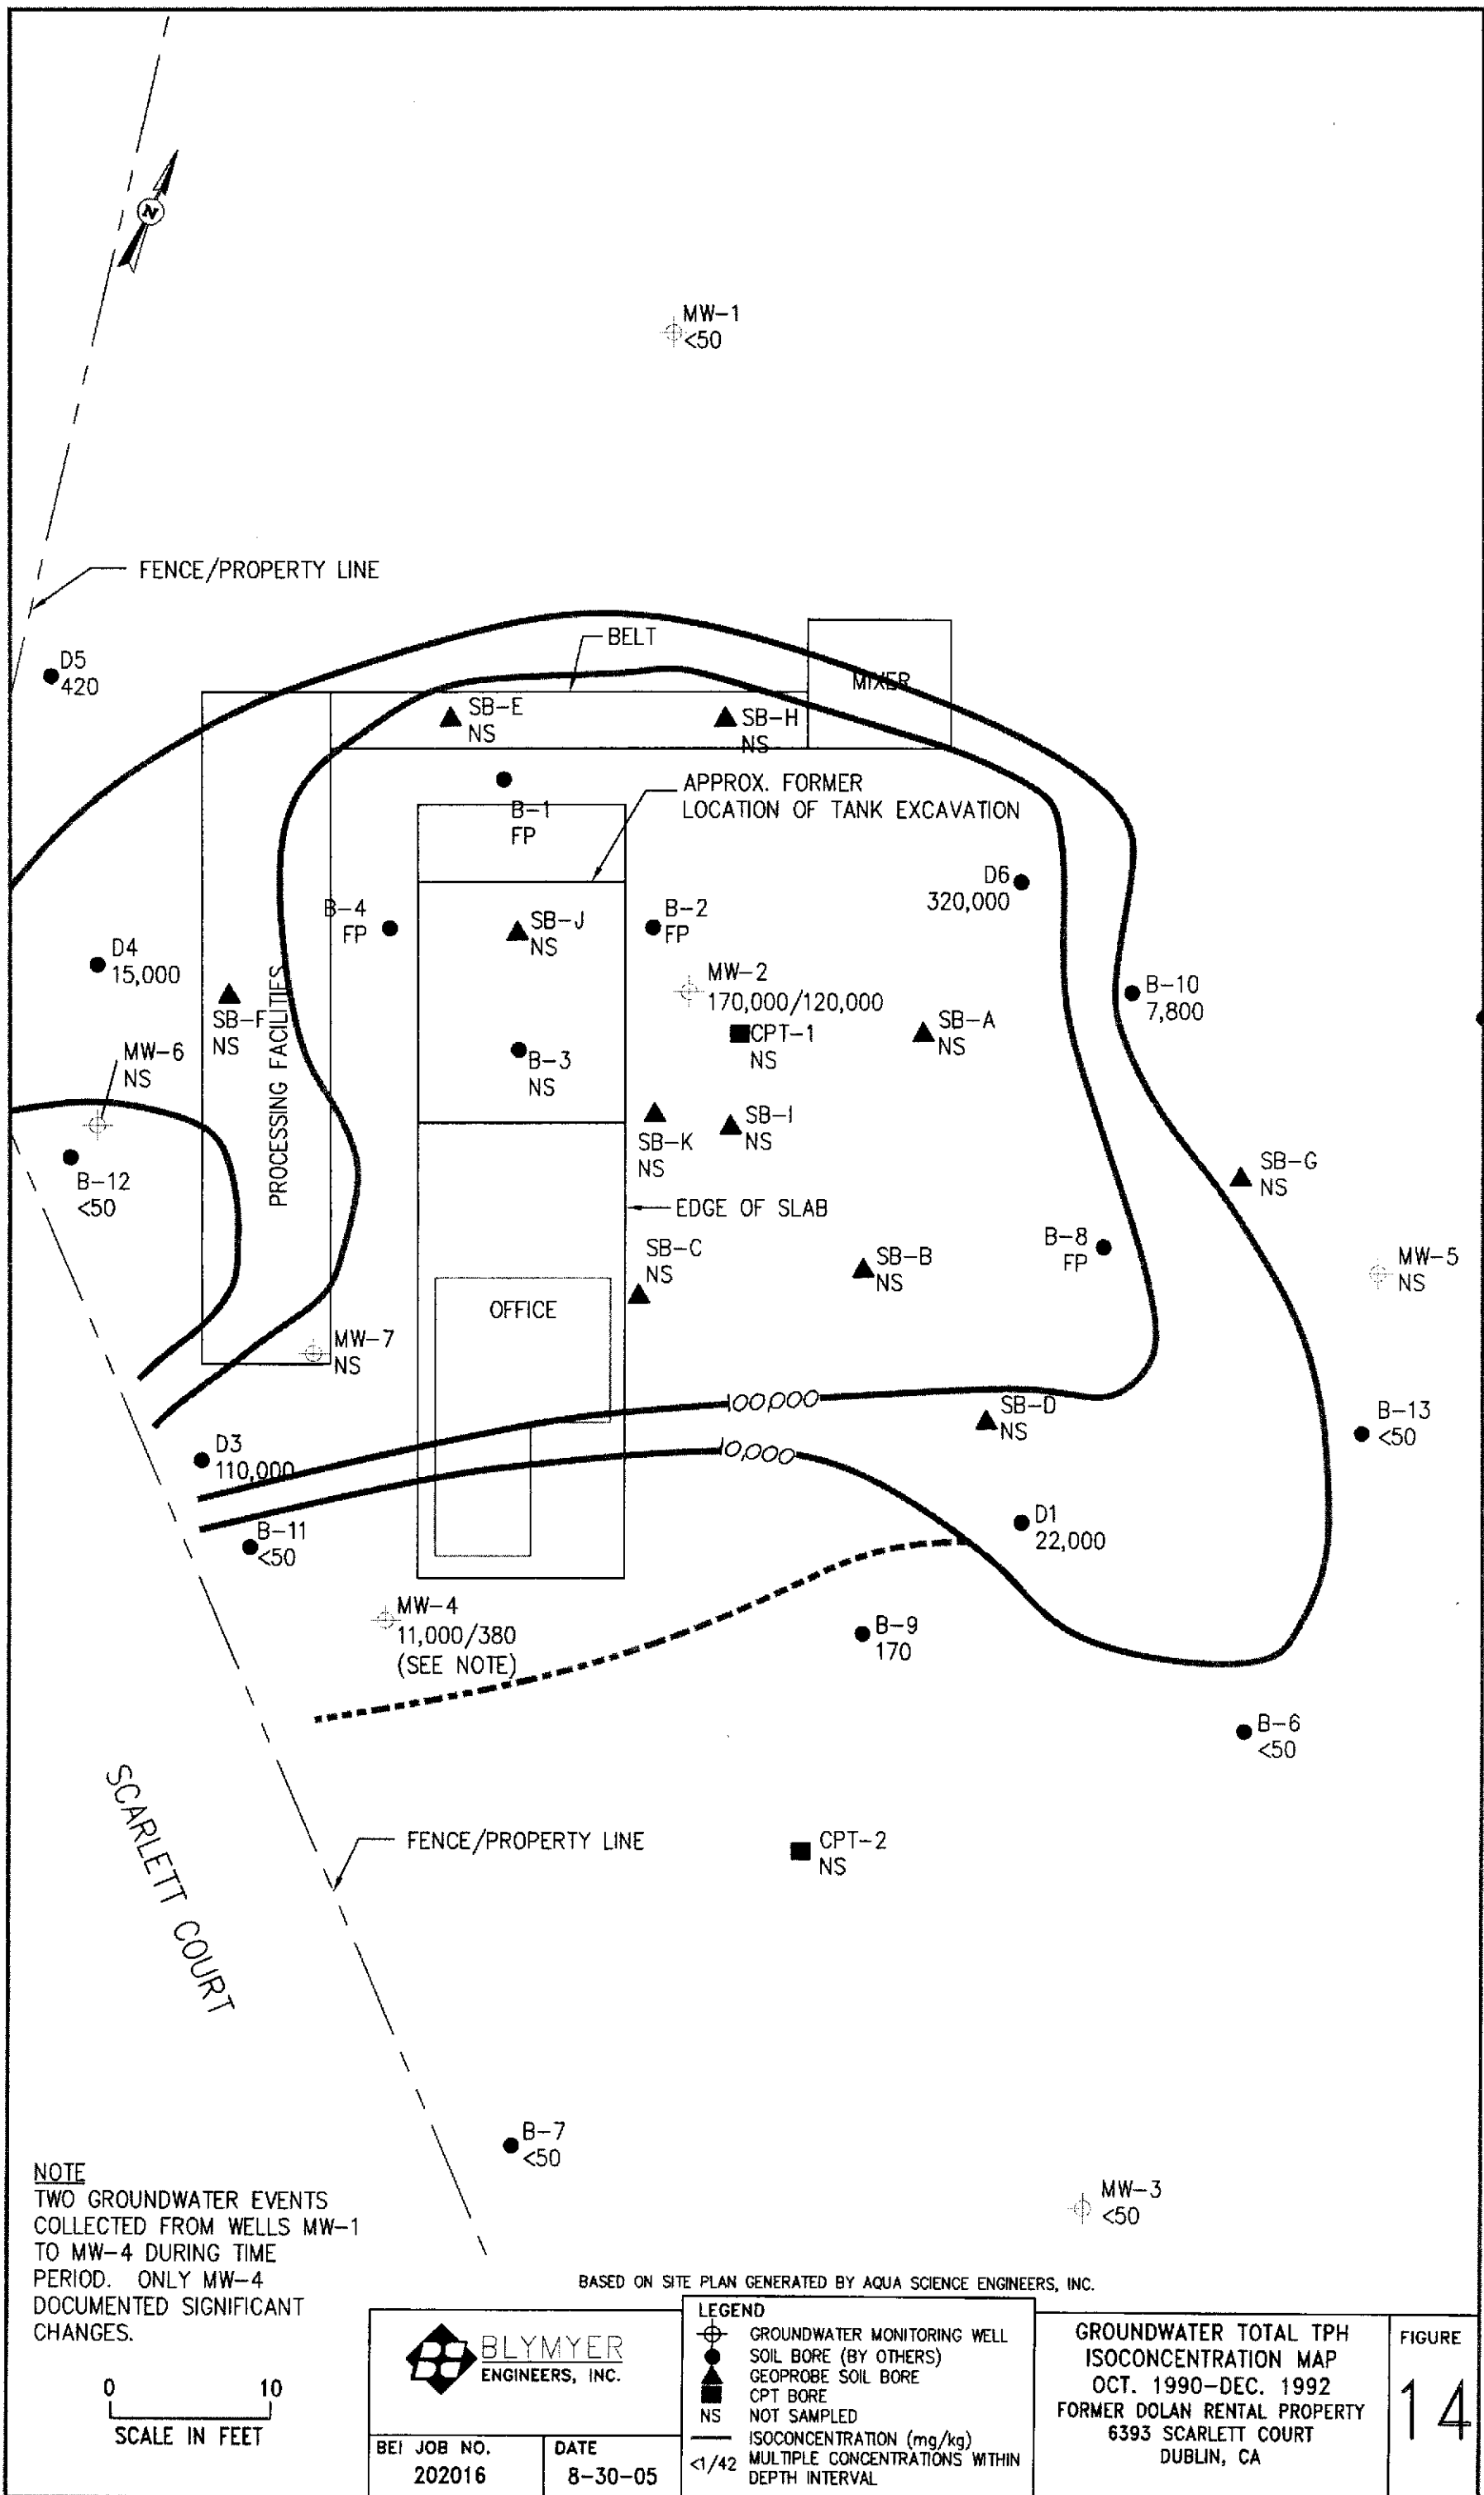 N
MW-1
<50
FENCE/PROPERTY LINE
D5
420
BELT
MIXER
SB-E
NS
SB-H
NS
APPROX. FORMER
LOCATION OF TANK EXCAVATION
B-1
FP
D6
320,000
B-4
FP
SB-J
NS
B-2
FP
D4
15,000
MW-2
170,000/120,000
B-10
7,800
SB-F
NS
PROCESSING FACILITIES
CPT-1
NS
SB-A
NS
MW-6
NS
B-3
NS
SB-K
NS
SB-I
NS
B-12
<50
SB-G
NS
EDGE OF SLAB
SB-C
NS
SB-B
NS
B-8
FP
MW-5
NS
OFFICE
MW-7
NS
100,000
SB-D
NS
B-13
<50
D3
110,000
10,000
B-11
<50
D1
22,000
MW-4
11,000/380
(SEE NOTE)
B-9
170
B-6
<50
SCARLETT COURT
FENCE/PROPERTY LINE
CPT-2
NS
B-7
<50
MW-3
<50
NOTE
TWO GROUNDWATER EVENTS
COLLECTED FROM WELLS MW-1
TO MW-4 DURING TIME
PERIOD. ONLY MW-4
DOCUMENTED SIGNIFICANT
CHANGES.
0 10
SCALE IN FEET
BASED ON SITE PLAN GENERATED BY AQUA SCIENCE ENGINEERS, INC.
BLYMYER
ENGINEERS, INC.
BEI JOB NO.
202016
DATE
8-30-05
LEGEND
GROUNDWATER MONITORING WELL
SOIL BORE (BY OTHERS)
GEOPROBE SOIL BORE
CPT BORE
NS NOT SAMPLED
ISOCONCENTRATION (mg/kg)
<1/42 MULTIPLE CONCENTRATIONS WITHIN
DEPTH INTERVAL
GROUNDWATER TOTAL TPH
ISOCONCENTRATION MAP
OCT. 1990-DEC. 1992
FORMER DOLAN RENTAL PROPERTY
6393 SCARLETT COURT
DUBLIN, CA
FIGURE
14